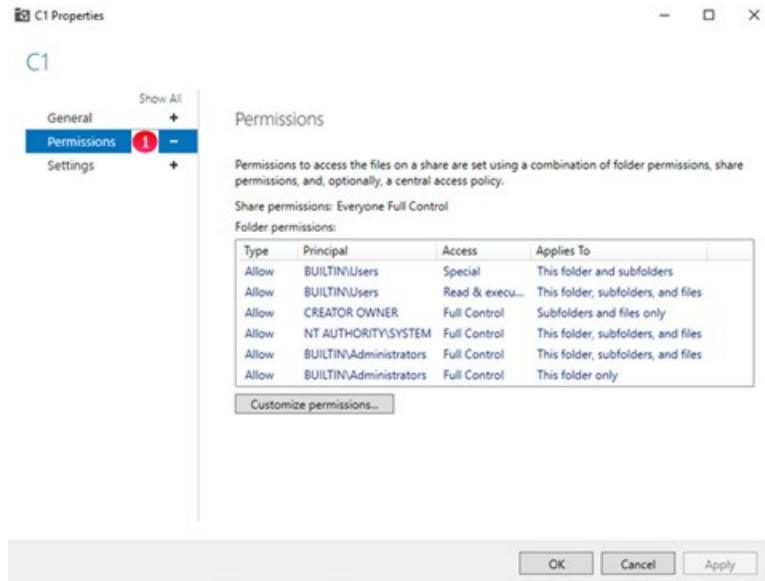 C1 Properties
C1
Show All
General +
Permissions 1 −
Settings +
Permissions
Permissions to access the files on a share are set using a combination of folder permissions, share
permissions, and, optionally, a central access policy.
Share permissions: Everyone Full Control
Folder permissions:
Type Principal Access Applies To
Allow BUILTIN\Users Special This folder and subfolders
Allow BUILTIN\Users Read & execu... This folder, subfolders, and files
Allow CREATOR OWNER Full Control Subfolders and files only
Allow NT AUTHORITY\SYSTEM Full Control This folder, subfolders, and files
Allow BUILTIN\Administrators Full Control This folder, subfolders, and files
Allow BUILTIN\Administrators Full Control This folder only
Customize permissions...
OK Cancel Apply